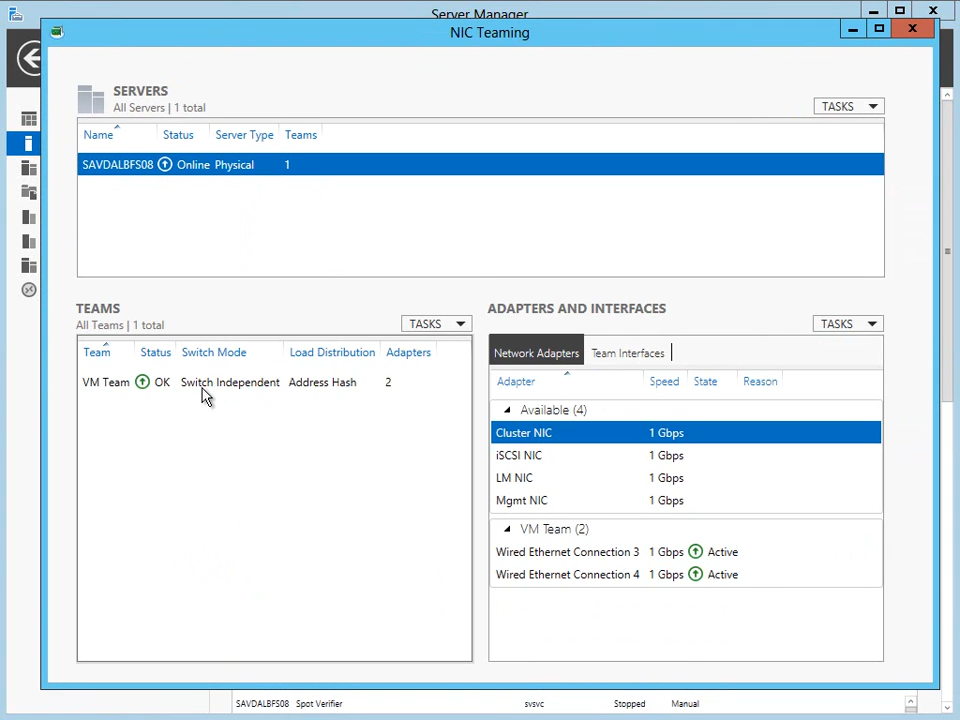 Server Manager
NIC Teaming
SERVERS
All Servers | 1 total
TASKS
Name Status Server Type Teams
SAVDALBFS08 Online Physical 1
TEAMS
All Teams | 1 total
TASKS
Team Status Switch Mode Load Distribution Adapters
VM Team OK Switch Independent Address Hash 2
ADAPTERS AND INTERFACES
TASKS
Network Adapters Team Interfaces
Adapter Speed State Reason
Available (4)
Cluster NIC 1 Gbps
iSCSI NIC 1 Gbps
LM NIC 1 Gbps
Mgmt NIC 1 Gbps
VM Team (2)
Wired Ethernet Connection 3 1 Gbps Active
Wired Ethernet Connection 4 1 Gbps Active
SAVDALBFS08 Spot Verifier svsvc Stopped Manual